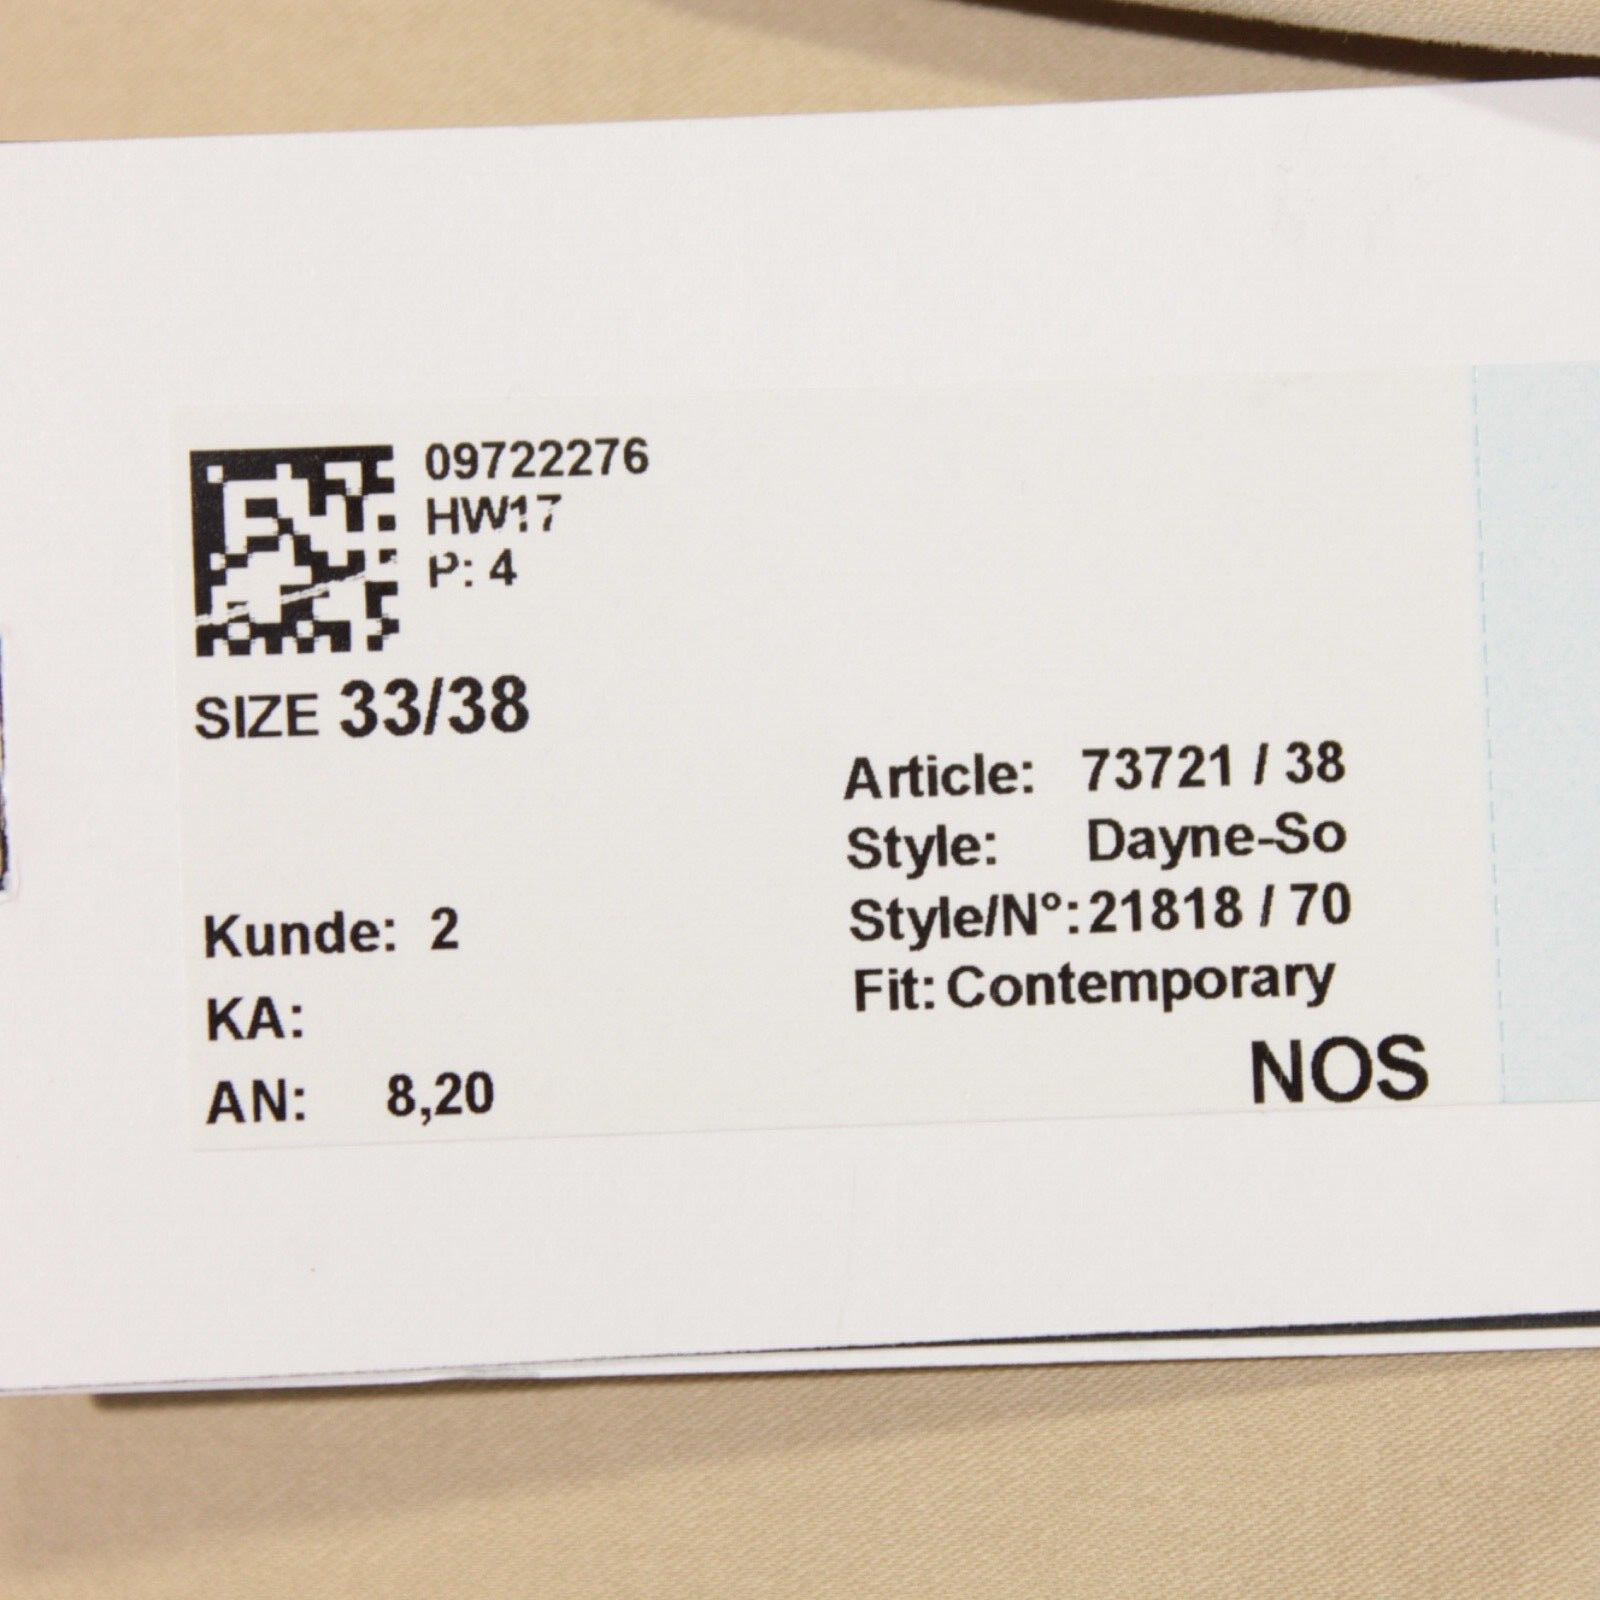 09722276
HW17
P: 4
SIZE 33/38
Article: 73721 / 38
Style: Dayne-So
Style/N°: 21818 / 70
Fit: Contemporary
NOS
Kunde: 2
KA:
AN: 8,20